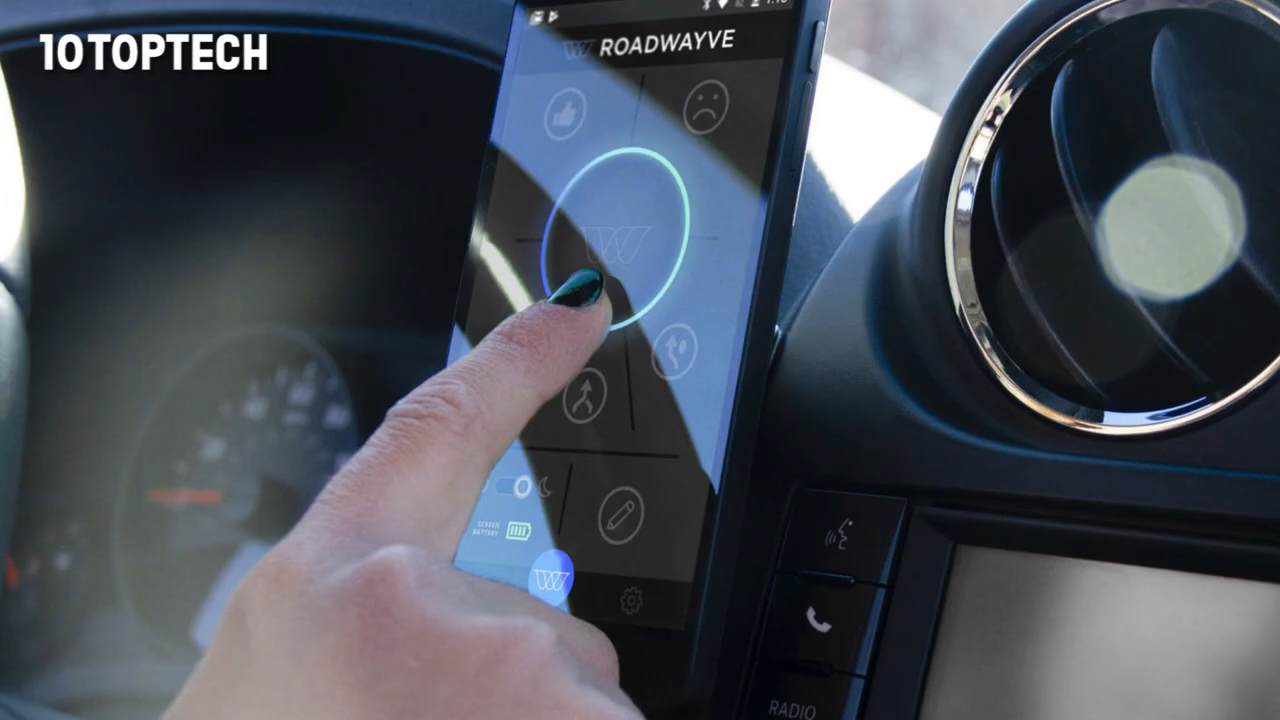 10TOPTECH
ROADWAYVE
W
SCREEN
BATTERY
W
RADIO